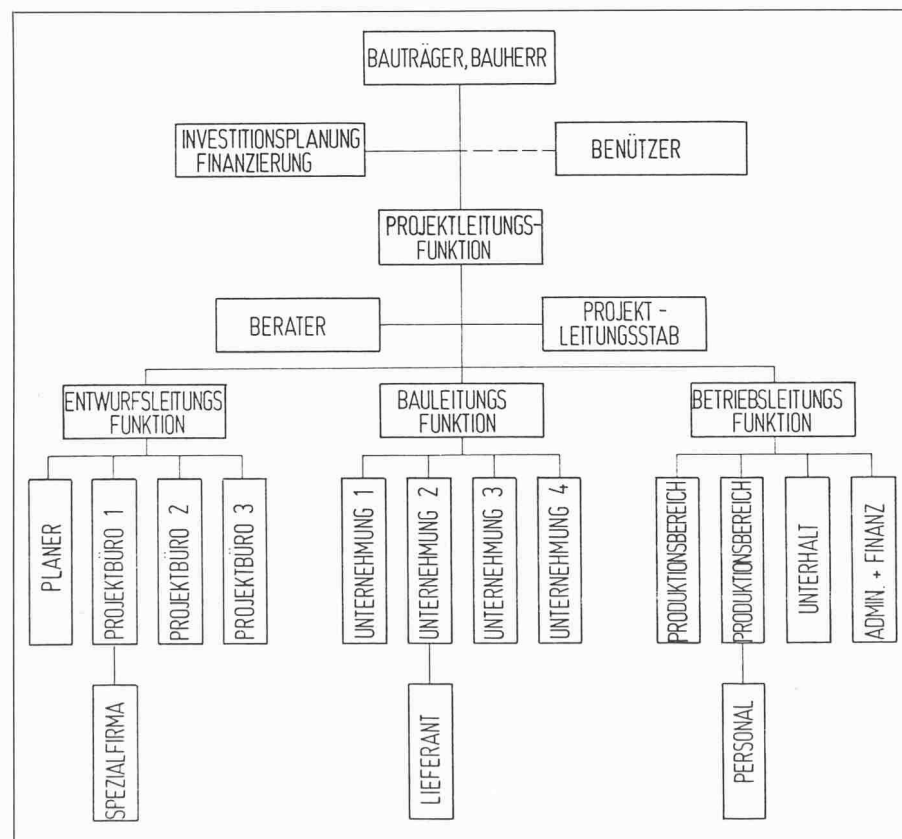 BAUTRÄGER, BAUHERR
INVESTITIONSPLANUNG
FINANZIERUNG
BENÜTZER
PROJEKTLEITUNGS-
FUNKTION
BERATER
PROJEKT -
LEITUNGSSTAB
ENTWURFSLEITUNGS
FUNKTION
BAULEITUNGS
FUNKTION
BETRIEBSLEITUNGS
FUNKTION
PLANER
PROJEKTBÜRO 1
PROJEKTBÜRO 2
PROJEKTBÜRO 3
UNTERNEHMUNG 1
UNTERNEHMUNG 2
UNTERNEHMUNG 3
UNTERNEHMUNG 4
PRODUKTIONSBEREICH
PRODUKTIONSBEREICH
UNTERHALT
ADMIN. + FINANZ
SPEZIALFIRMA
LIEFERANT
PERSONAL